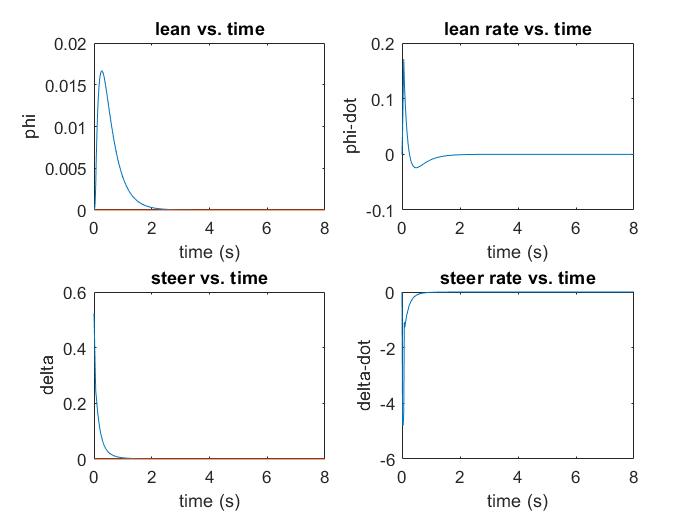 lean vs. time
lean rate vs. time
0.02
0.015
0.01
0.005
0
phi
0 2 4 6 8
time (s)
0.2
0.1
0
-0.1
phi-dot
0 2 4 6 8
time (s)
steer vs. time
steer rate vs. time
0.6
0.4
0.2
0
delta
0 2 4 6 8
time (s)
0
-2
-4
-6
delta-dot
0 2 4 6 8
time (s)